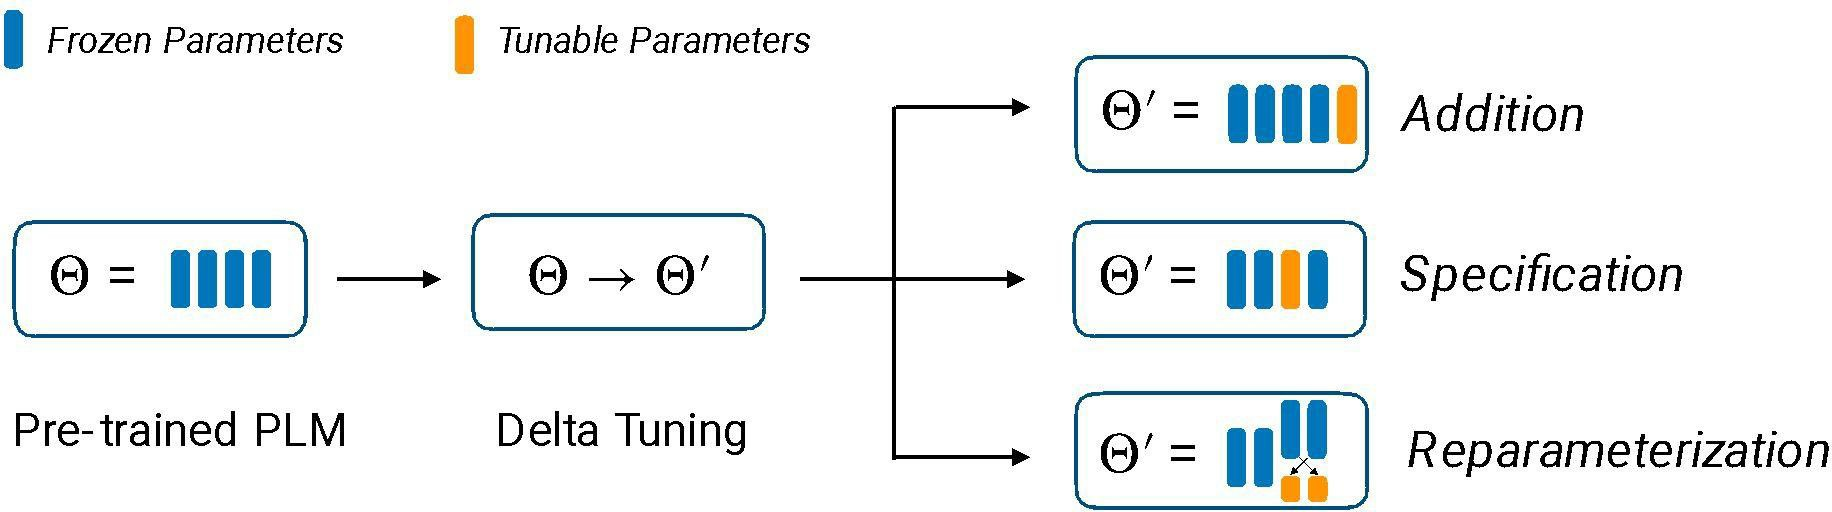 Frozen Parameters
Tunable Parameters
Θ′ =
Addition
Θ =
Θ → Θ′
Θ′ =
Specification
Pre-trained PLM
Delta Tuning
Θ′ =
Reparameterization